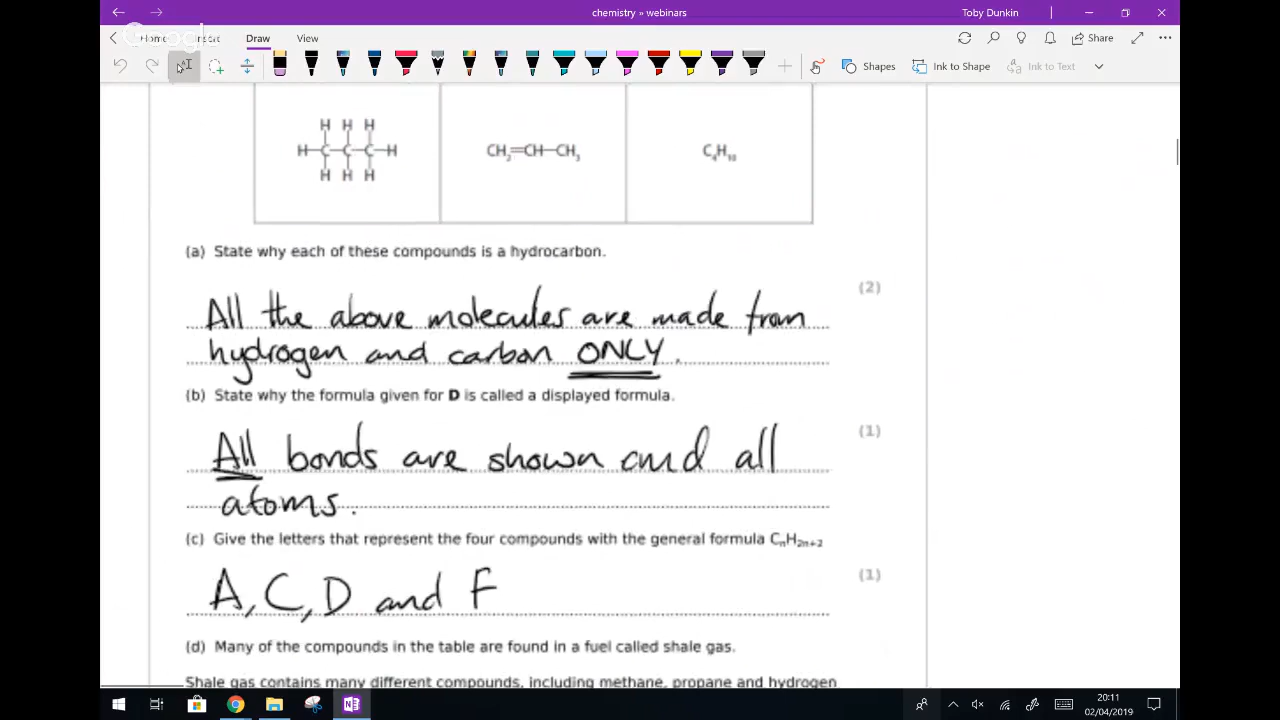 chemistry » webinars
Toby Dunkin
Google
Home
Insert
Draw
View
Share
Shapes
Ink to Shape
Ink to Text
H H H
H—C—C—C—H
H H H
CH₂=CH—CH₃
C₄H₁₀
(a) State why each of these compounds is a hydrocarbon.
(2)
All the above molecules are made from
hydrogen and carbon ONLY.
(b) State why the formula given for D is called a displayed formula.
(1)
All bonds are shown and all
atoms.
(c) Give the letters that represent the four compounds with the general formula CₙH₂ₙ₊₂
(1)
A, C, D and F
(d) Many of the compounds in the table are found in a fuel called shale gas.
Shale gas contains many different compounds, including methane, propane and hydrogen
20:11
02/04/2019